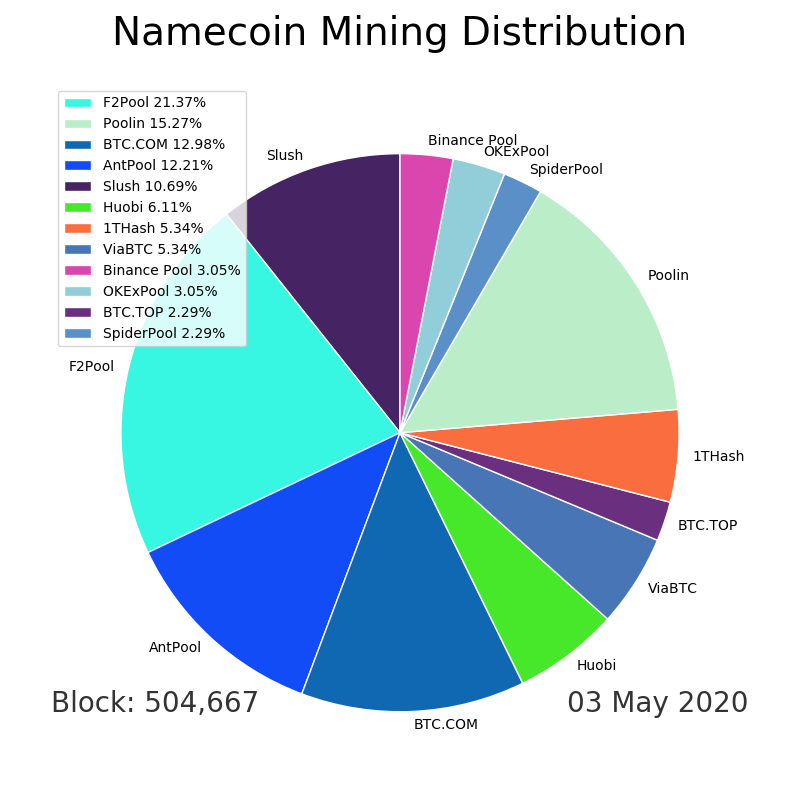 Namecoin Mining Distribution
F2Pool 21.37%
Poolin 15.27%
BTC.COM 12.98%
AntPool 12.21%
Slush 10.69%
Huobi 6.11%
1THash 5.34%
ViaBTC 5.34%
Binance Pool 3.05%
OKExPool 3.05%
BTC.TOP 2.29%
SpiderPool 2.29%
Binance Pool
OKExPool
SpiderPool
Slush
Poolin
F2Pool
1THash
BTC.TOP
ViaBTC
AntPool
Huobi
BTC.COM
Block: 504,667
03 May 2020